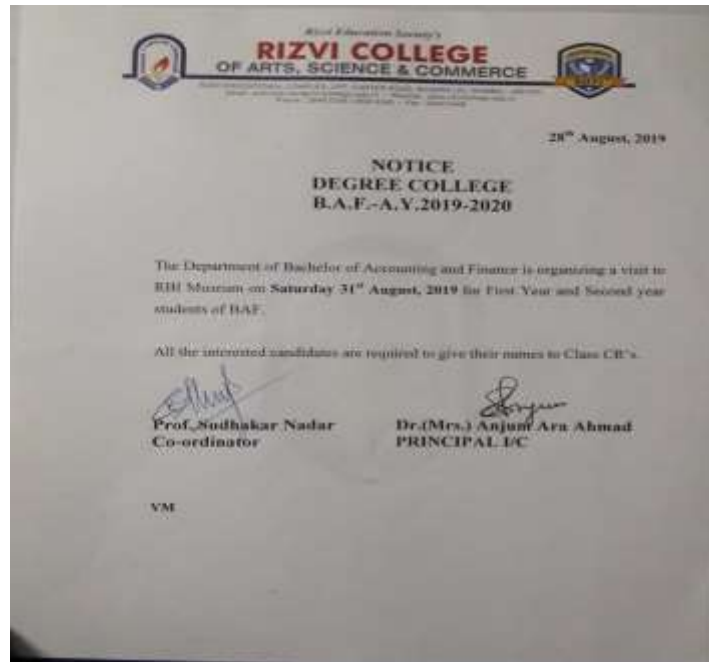 Rizvi Education Society's
RIZVI COLLEGE
OF ARTS, SCIENCE & COMMERCE
28th August, 2019
NOTICE
DEGREE COLLEGE
B.A.F.-A.Y.2019-2020
The Department of Bachelor of Accounting and Finance is organizing a visit to
RBI Museum on Saturday 31st August, 2019 for First Year and Second year
students of BAF.
All the interested candidates are required to give their names to Class CR's.
Prof. Sudhakar Nadar Dr.(Mrs.) Anjum Ara Ahmad
Co-ordinator PRINCIPAL I/C
VM